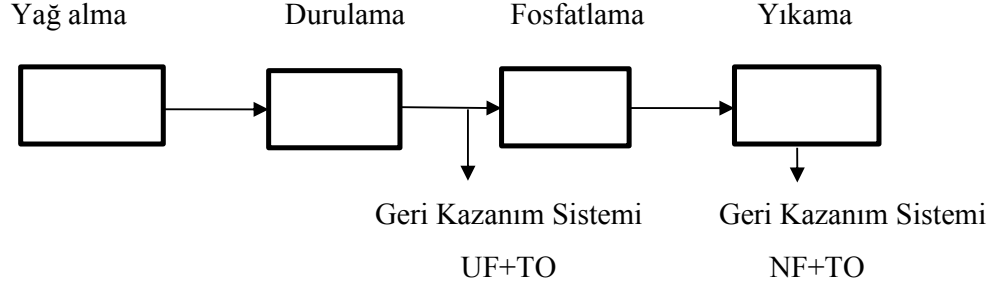 Yağ alma Durulama Fosfatlama Yıkama
Geri Kazanım Sistemi Geri Kazanım Sistemi
UF+TO NF+TO